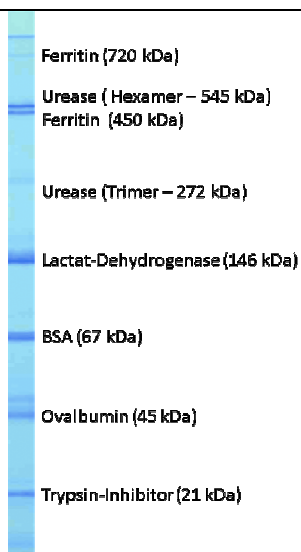 Ferritin (720 kDa)
Urease ( Hexamer – 545 kDa)
Ferritin (450 kDa)
Urease (Trimer – 272 kDa)
Lactat-Dehydrogenase (146 kDa)
BSA (67 kDa)
Ovalbumin (45 kDa)
Trypsin-Inhibitor (21 kDa)